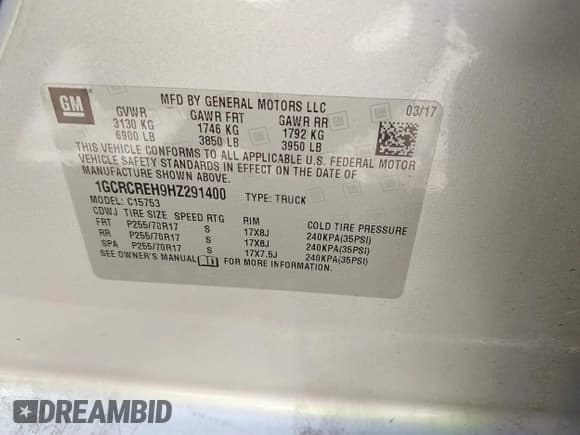 GM
MFD BY GENERAL MOTORS LLC
03/17
GVWR GAWR FRT GAWR RR
3130 KG 1746 KG 1792 KG
6900 LB 3850 LB 3950 LB
THIS VEHICLE CONFORMS TO ALL APPLICABLE U.S. FEDERAL MOTOR
VEHICLE SAFETY STANDARDS IN EFFECT ON THE DATE OF
MANUFACTURE SHOWN ABOVE.
1GCRCREH9HZ291400 TYPE: TRUCK
MODEL: C15753
CDWJ TIRE SIZE SPEED RTG RIM COLD TIRE PRESSURE
FRT P255/70R17 S 17X8J 240KPA(35PSI)
RR P255/70R17 S 17X8J 240KPA(35PSI)
SPA P255/70R17 S 17X7.5J 240KPA(35PSI)
SEE OWNER'S MANUAL FOR MORE INFORMATION.
DREAMBID